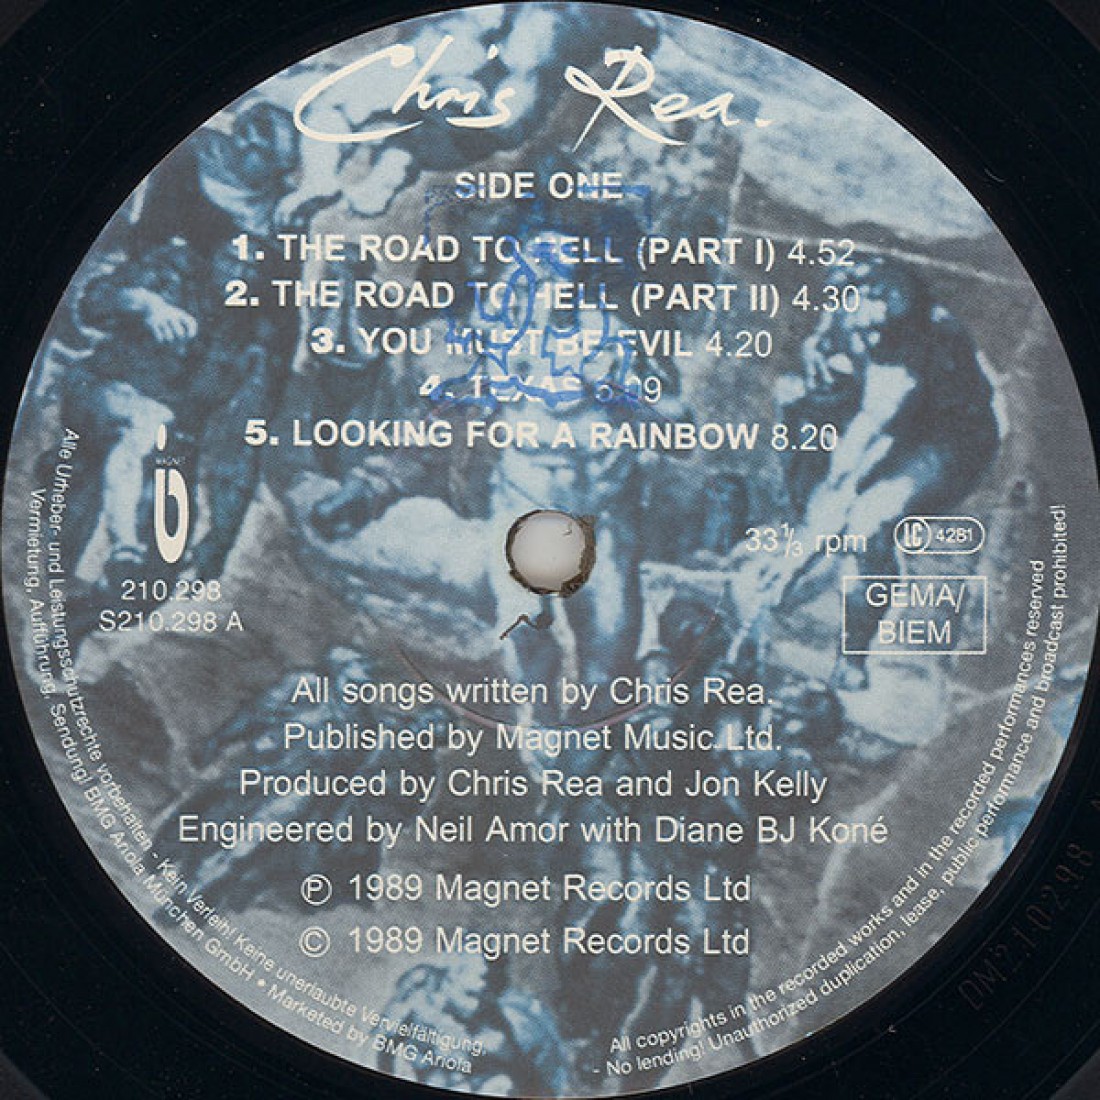 Chris Rea.
SIDE ONE
1. THE ROAD TO HELL (PART I) 4.52
2. THE ROAD TO HELL (PART II) 4.30
3. YOU MUST BE EVIL 4.20
4. TEXAS 5.09
5. LOOKING FOR A RAINBOW 8.20
MAGNET
33 1/3 rpm
LC 4281
210.298
S210.298 A
GEMA/
BIEM
All songs written by Chris Rea.
Published by Magnet Music Ltd.
Produced by Chris Rea and Jon Kelly
Engineered by Neil Amor with Diane BJ Koné
℗ 1989 Magnet Records Ltd
© 1989 Magnet Records Ltd
Alle Urheber- und Leistungsschutzrechte vorbehalten - Kein Verleih! Keine unerlaubte Vervielfältigung,
Vermietung, Aufführung, Sendung! BMG Ariola München GmbH • Marketed by BMG Ariola
All copyrights in the recorded works and in the recorded performances reserved
- No lending! Unauthorized duplication, lease, public performance and broadcast prohibited!
DM 210.298